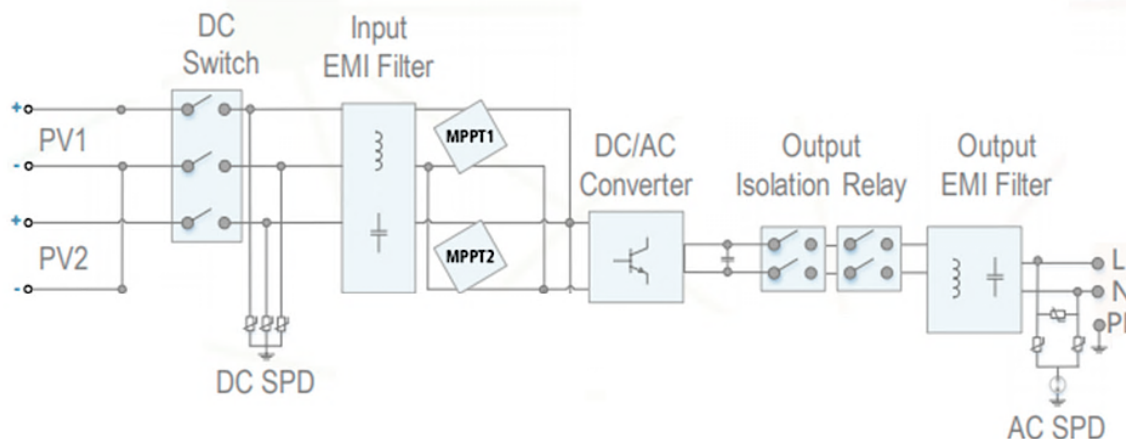 DC
Switch
Input
EMI Filter
+
PV1
-
+
PV2
-
MPPT1
MPPT2
DC SPD
DC/AC
Converter
Output
Isolation Relay
Output
EMI Filter
L
N
AC SPD